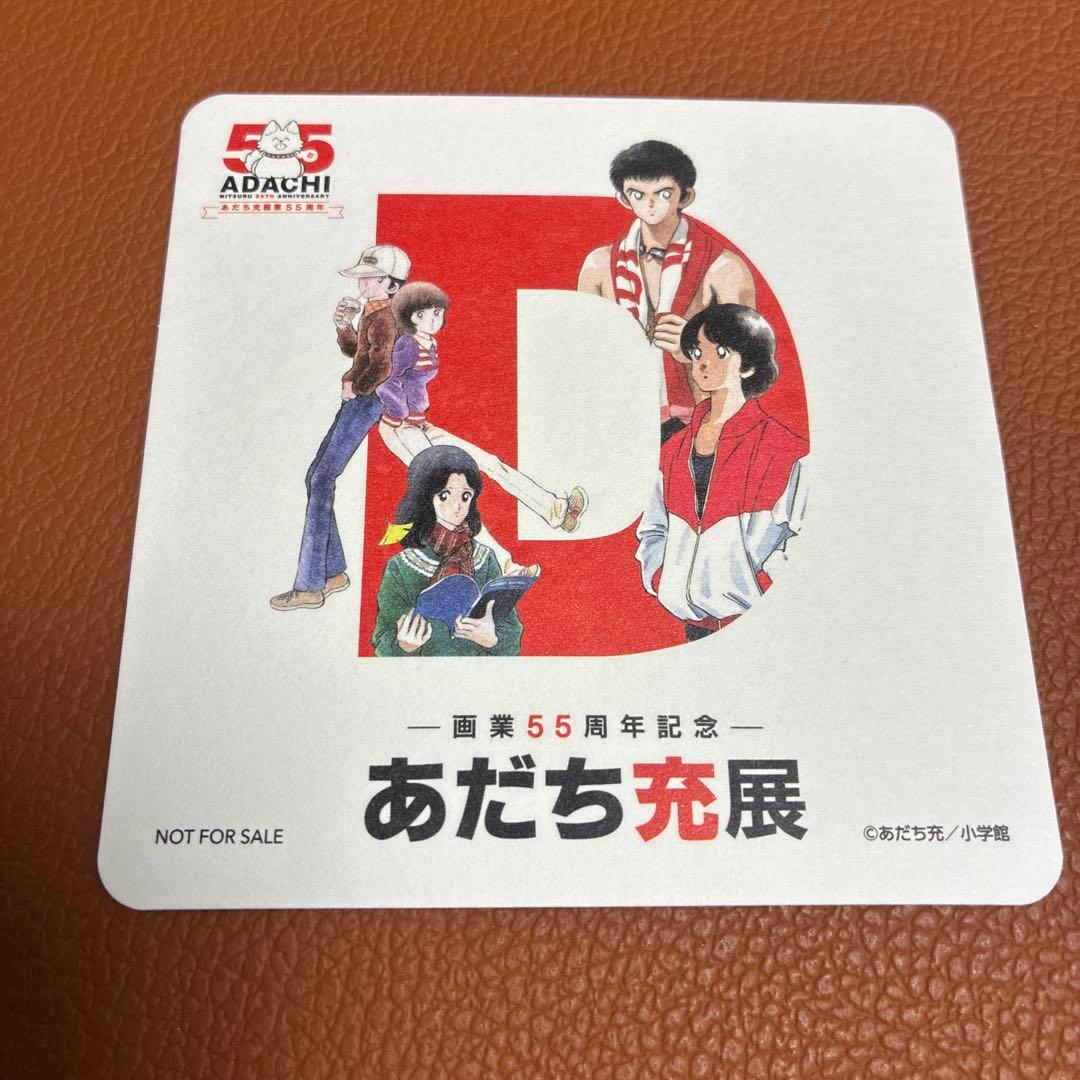 55
ADACHI
MITSURU 55TH ANNIVERSARY
あだち充画業55周年
D
画業55周年記念
あだち充展
NOT FOR SALE
©あだち充／小学館